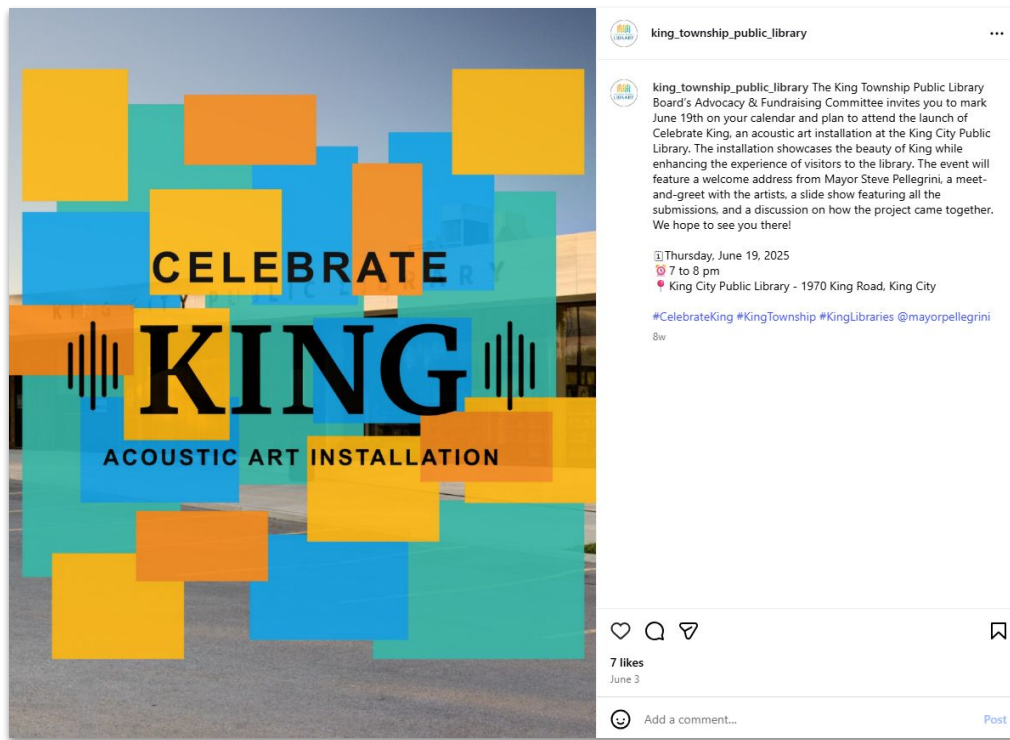 CELEBRATE
KING CITY PUBLIC LIBRARY
KING
ACOUSTIC ART INSTALLATION
king_township_public_library
king_township_public_library The King Township Public Library
Board's Advocacy & Fundraising Committee invites you to mark
June 19th on your calendar and plan to attend the launch of
Celebrate King, an acoustic art installation at the King City Public
Library. The installation showcases the beauty of King while
enhancing the experience of visitors to the library. The event will
feature a welcome address from Mayor Steve Pellegrini, a meet-
and-greet with the artists, a slide show featuring all the
submissions, and a discussion on how the project came together.
We hope to see you there!
Thursday, June 19, 2025
7 to 8 pm
King City Public Library - 1970 King Road, King City
#CelebrateKing #KingTownship #KingLibraries @mayorpellegrini
8w
7 likes
June 3
Add a comment...
Post